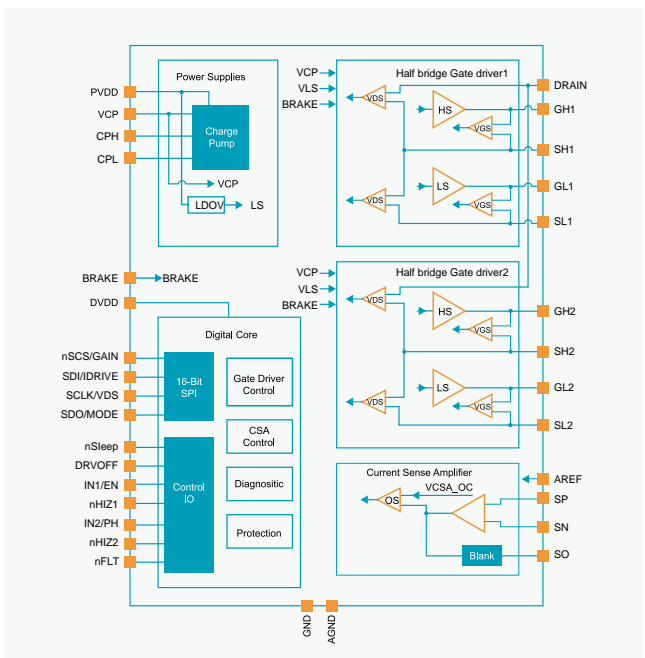 Power Supplies
PVDD
VCP
CPH
CPL
Charge
Pump
VCP
LDOV
LS
BRAKE
BRAKE
DVDD
Digital Core
nSCS/GAIN
SDI/IDRIVE
SCLK/VDS
SDO/MODE
16-Bit
SPI
Gate Driver
Control
CSA
Control
Diagnositic
Protection
nSleep
DRVOFF
IN1/EN
nHIZ1
IN2/PH
nHIZ2
nFLT
Control
IO
VCP
VLS
BRAKE
Half bridge Gate driver1
VDS
HS
VGS
LS
VDS
VGS
DRAIN
GH1
SH1
GL1
SL1
VCP
VLS
BRAKE
Half bridge Gate driver2
VDS
HS
VGS
LS
VDS
VGS
GH2
SH2
GL2
SL2
Current Sense Amplifier
VCSA_OC
OS
Blank
AREF
SP
SN
SO
GND
AGND